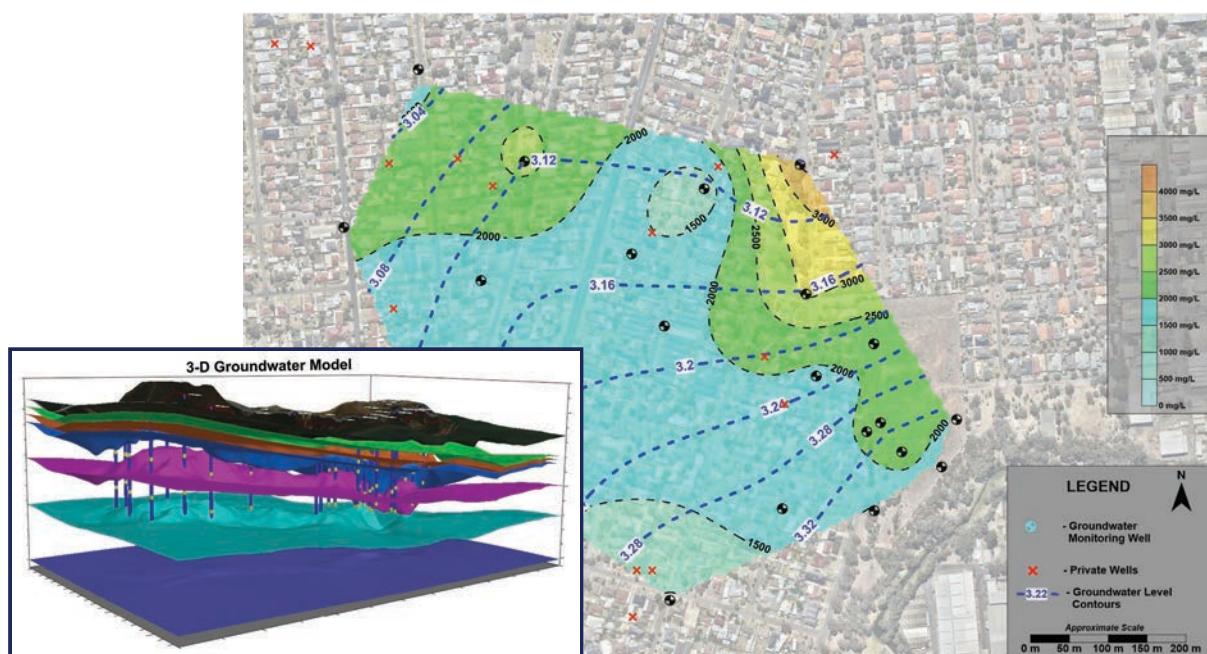 2000
3.04
2000
3.12
1500
3.12
2500
3500
2000
3.08
3.16
3.16
3000
2000
2500
3.2
2000
3.24
3.28
2000
3.28
3.32
1500
4000 mg/L
3500 mg/L
3000 mg/L
2500 mg/L
2000 mg/L
1500 mg/L
1000 mg/L
500 mg/L
0 mg/L
3-D Groundwater Model
LEGEND
N
- Groundwater
Monitoring Well
- Private Wells
3.22
- Groundwater Level
Contours
Approximate Scale
0 m
50 m
100 m
150 m
200 m